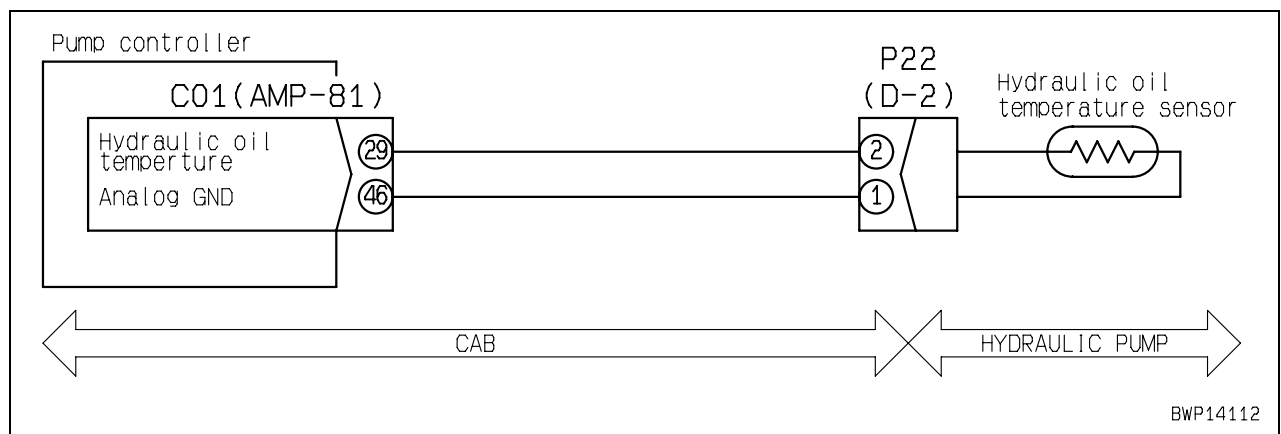 Pump controller
C01(AMP-81)
P22
(D-2)
Hydraulic oil
temperature sensor
Hydraulic oil
temperture
29
2
Analog GND
46
1
CAB
HYDRAULIC PUMP
BWP14112